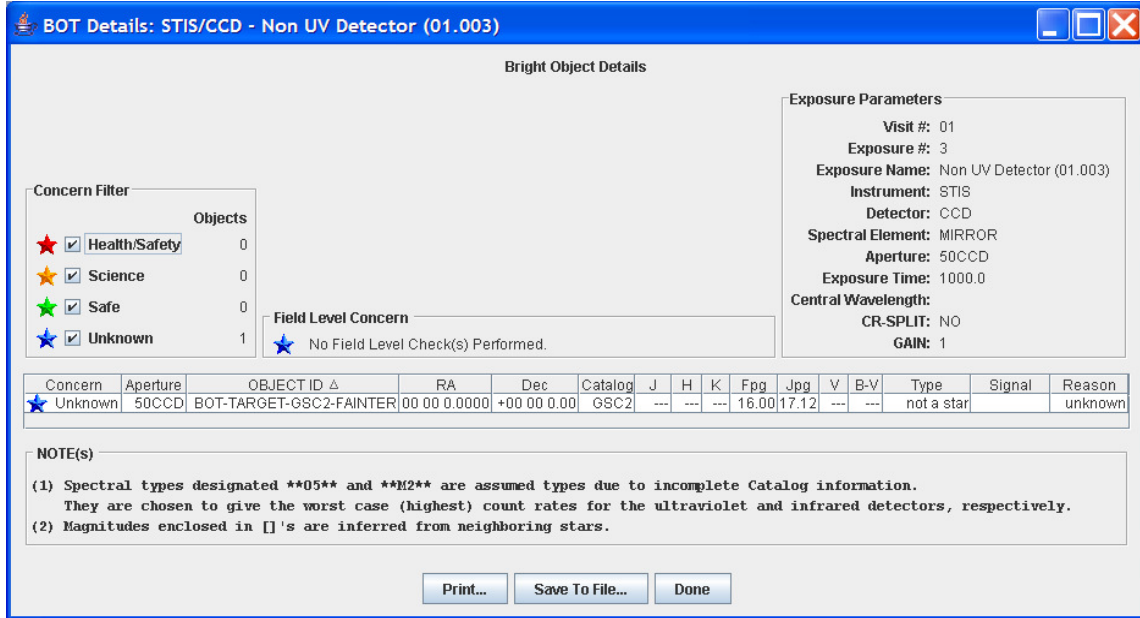 BOT Details: STIS/CCD - Non UV Detector (01.003)
Bright Object Details
Exposure Parameters
Visit #: 01
Exposure #: 3
Exposure Name: Non UV Detector (01.003)
Instrument: STIS
Detector: CCD
Spectral Element: MIRROR
Aperture: 50CCD
Exposure Time: 1000.0
Central Wavelength:
CR-SPLIT: NO
GAIN: 1
Concern Filter
Objects
Health/Safety 0
Science 0
Safe 0
Unknown 1
Field Level Concern
No Field Level Check(s) Performed.
Concern Aperture OBJECT ID △ RA Dec Catalog J H K Fpg Jpg V B-V Type Signal Reason
Unknown 50CCD BOT-TARGET-GSC2-FAINTER 00 00 0.0000 +00 00 0.00 GSC2 --- --- --- 16.00 17.12 --- --- not a star unknown
NOTE(s)
(1) Spectral types designated **O5** and **M2** are assumed types due to incomplete Catalog information.
They are chosen to give the worst case (highest) count rates for the ultraviolet and infrared detectors, respectively.
(2) Magnitudes enclosed in []'s are inferred from neighboring stars.
Print... Save To File... Done